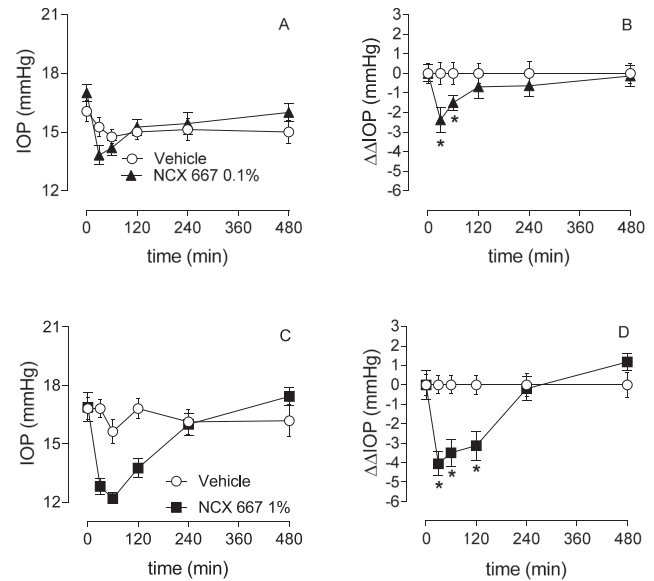 A
IOP (mmHg)
21
18
15
12
Vehicle
NCX 667 0.1%
0 120 240 360 480
time (min)
B
ΔΔIOP (mmHg)
3
2
1
0
-1
-2
-3
-4
-5
-6
* *
0 120 240 360 480
time (min)
C
IOP (mmHg)
21
18
15
12
Vehicle
NCX 667 1%
0 120 240 360 480
time (min)
D
ΔΔIOP (mmHg)
3
2
1
0
-1
-2
-3
-4
-5
-6
* * *
0 120 240 360 480
time (min)